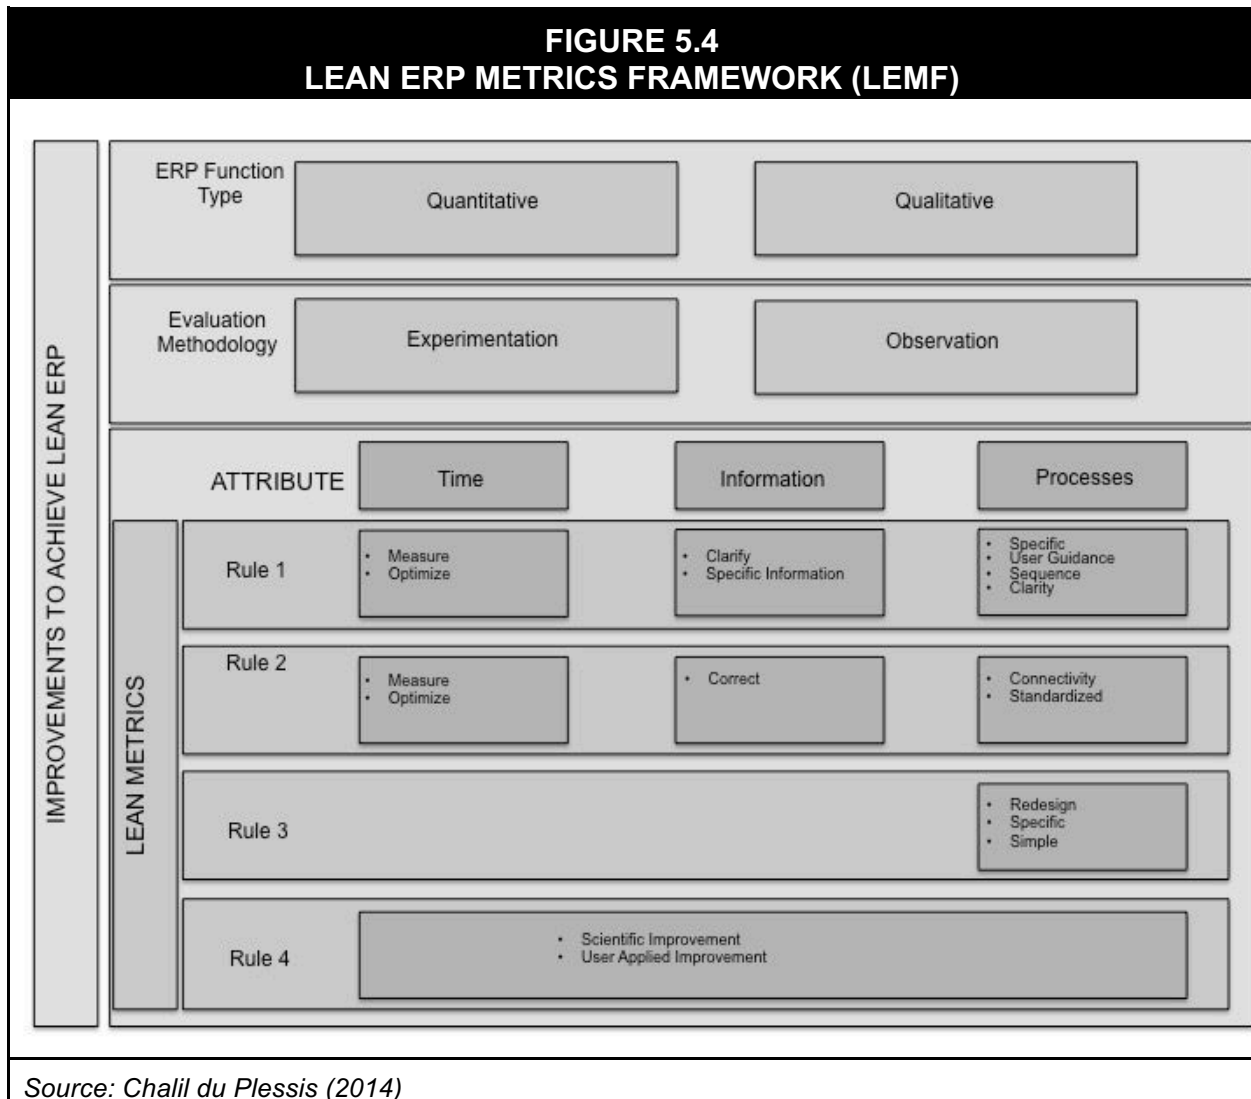 FIGURE 5.4
LEAN ERP METRICS FRAMEWORK (LEMF)
IMPROVEMENTS TO ACHIEVE LEAN ERP
ERP Function
Type
Quantitative
Qualitative
Evaluation
Methodology
Experimentation
Observation
ATTRIBUTE
Time
Information
Processes
LEAN METRICS
Rule 1
• Measure
• Optimize
• Clarify
• Specific Information
• Specific
• User Guidance
• Sequence
• Clarity
Rule 2
• Measure
• Optimize
• Correct
• Connectivity
• Standardized
Rule 3
• Redesign
• Specific
• Simple
Rule 4
• Scientific Improvement
• User Applied Improvement
Source: Chalil du Plessis (2014)